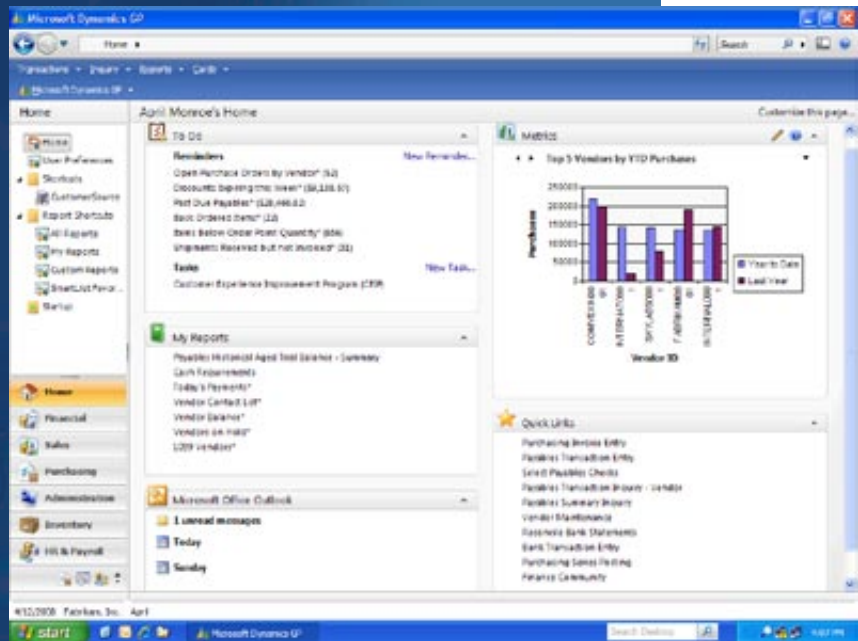 Microsoft Dynamics GP
Home
Search
Transactions Inquiry Reports Cards
Microsoft Dynamics GP
Home
April Monroe's Home
Customize this page...
Home
User Preferences
Shortcuts
CustomerSource
Report Shortcuts
All Reports
My Reports
Custom Reports
SmartList Favor...
Startup
Home
Financial
Sales
Purchasing
Administration
Inventory
HR & Payroll
To Do
Reminders
New Reminder...
Open Purchase Orders by Vendor*
Discounts Expiring this Week*
Past Due Payables*
Back Ordered Items*
Items Below Order Point Quantity*
Shipments Received but not Invoiced*
Tasks
New Task...
Customer Experience Improvement Program (CEIP)
My Reports
Payables Historical Aged Trial Balance - Summary
Cash Requirements
Today's Payments*
Vendor Contact List*
Vendor Balance*
Vendors on Hold*
1099 Vendors*
Microsoft Office Outlook
1 unread messages
Today
Sunday
Metrics
Top 5 Vendors by YTD Purchases
Purchases
250000
200000
150000
100000
50000
0
Year to Date
Last Year
Vendor ID
Quick Links
Purchasing Invoice Entry
Payables Transaction Entry
Select Payables Checks
Payables Transaction Inquiry - Vendor
Payables Summary Inquiry
Vendor Maintenance
Reconcile Bank Statements
Bank Transaction Entry
Purchasing Series Posting
Finance Community
4/12/2008 Fabrikam, Inc. April
start
Microsoft Dynamics GP
Search Desktop